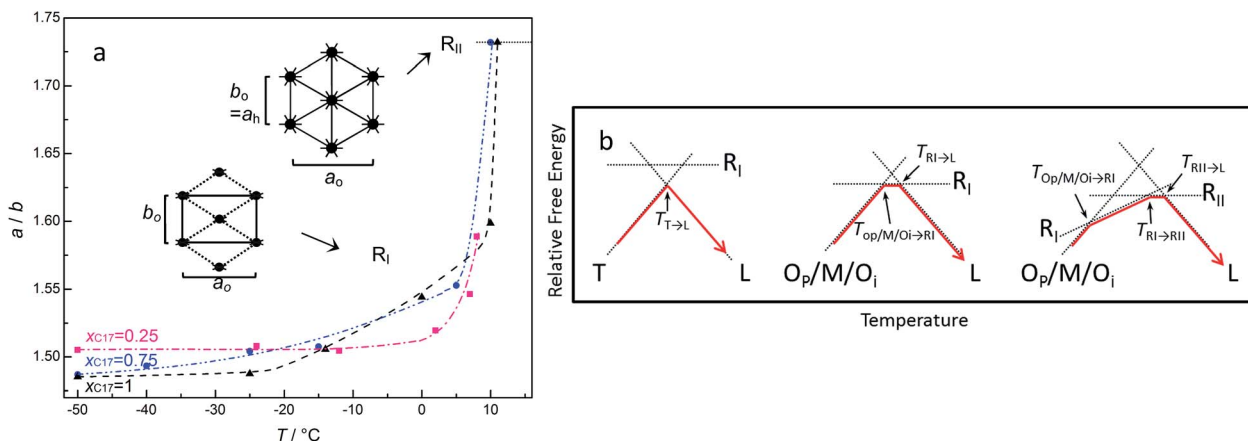 a
1.75
1.70
1.65
1.60
1.55
1.50
a / b
-50
-40
-30
-20
-10
0
10
T / °C
R_II
b_o
=a_h
a_o
b_o
a_o
R_I
x_C17=0.25
x_C17=0.75
x_C17=1
b
Relative Free Energy
Temperature
R_I
T_T→L
T
L
T_RI→L
R_I
T_op/M/Oi→RI
O_P/M/O_i
L
T_Op/M/Oi→RI
T_RII→L
R_II
R_I
T_RI→RII
O_P/M/O_i
L